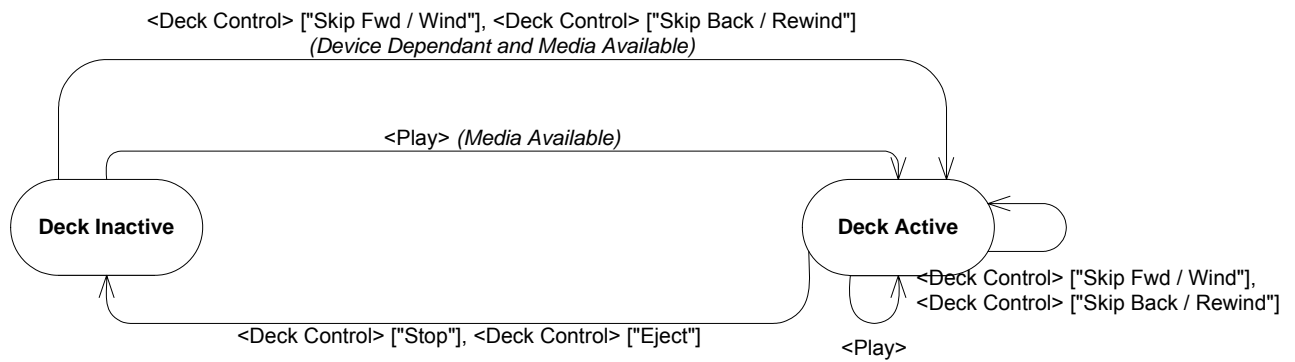 <Deck Control> ["Skip Fwd / Wind"], <Deck Control> ["Skip Back / Rewind"]
(Device Dependant and Media Available)
<Play> (Media Available)
Deck Inactive
Deck Active
<Deck Control> ["Skip Fwd / Wind"],
<Deck Control> ["Skip Back / Rewind"]
<Deck Control> ["Stop"], <Deck Control> ["Eject"]
<Play>